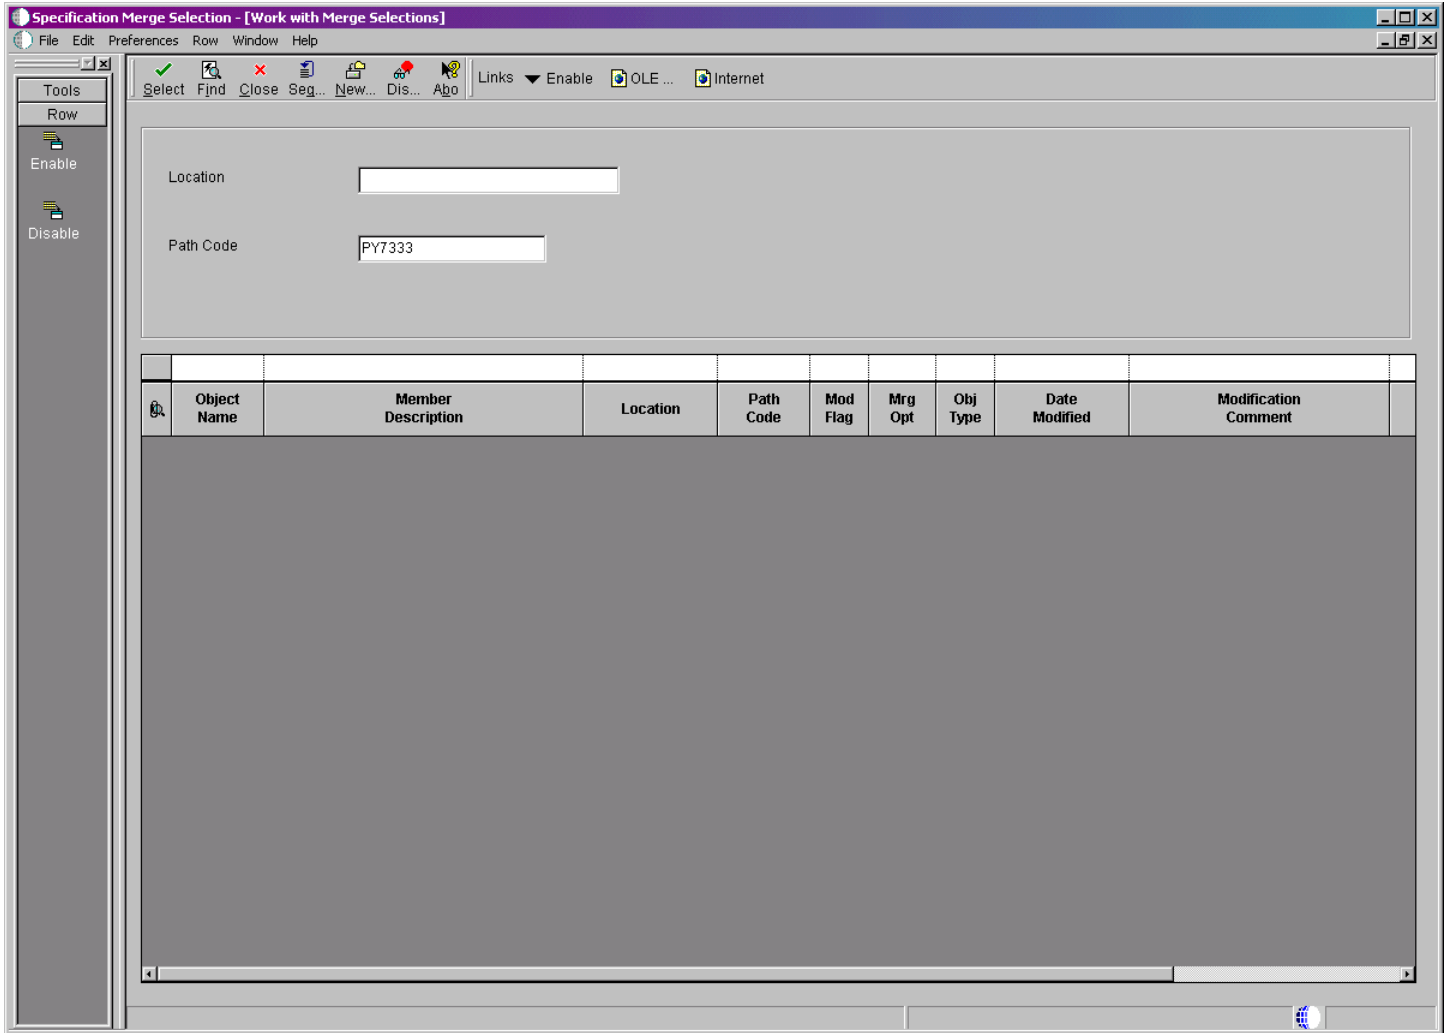 Specification Merge Selection - [Work with Merge Selections]
File Edit Preferences Row Window Help
Tools
Row
Enable
Disable
Select Find Close Seq... New... Dis... Abo
Links Enable OLE ... Internet
Location
Path Code PY7333
Object Name
Member Description
Location
Path Code
Mod Flag
Mrg Opt
Obj Type
Date Modified
Modification Comment